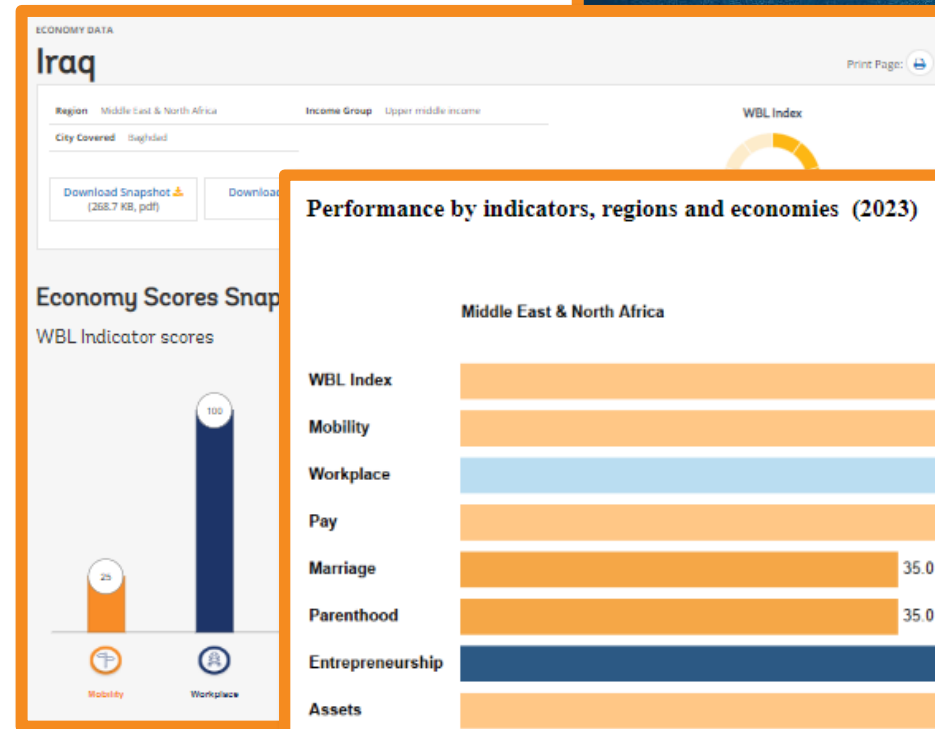 ECONOMY DATA
Iraq
Print Page:
Region Middle East & North Africa
Income Group Upper middle income
WBL Index
City Covered Baghdad
Download Snapshot
(268.7 KB, pdf)
Download
Economy Scores Snap
WBL Indicator scores
100
25
Mobility
Workplace
Performance by indicators, regions and economies (2023)
Middle East & North Africa
WBL Index
Mobility
Workplace
Pay
Marriage 35.0
Parenthood 35.0
Entrepreneurship
Assets